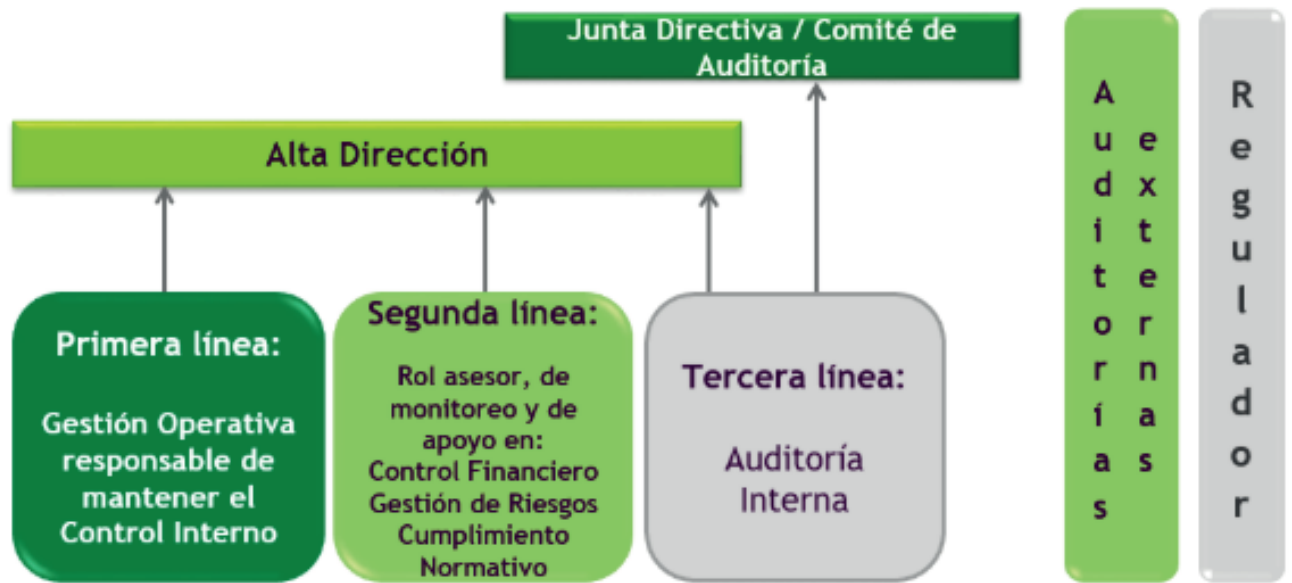 Junta Directiva / Comité de
Auditoría
Alta Dirección
Primera línea:
Gestión Operativa
responsable de
mantener el
Control Interno
Segunda línea:
Rol asesor, de
monitoreo y de
apoyo en:
Control Financiero
Gestión de Riesgos
Cumplimiento
Normativo
Tercera línea:
Auditoría
Interna
Auditorías
externas
Regulador